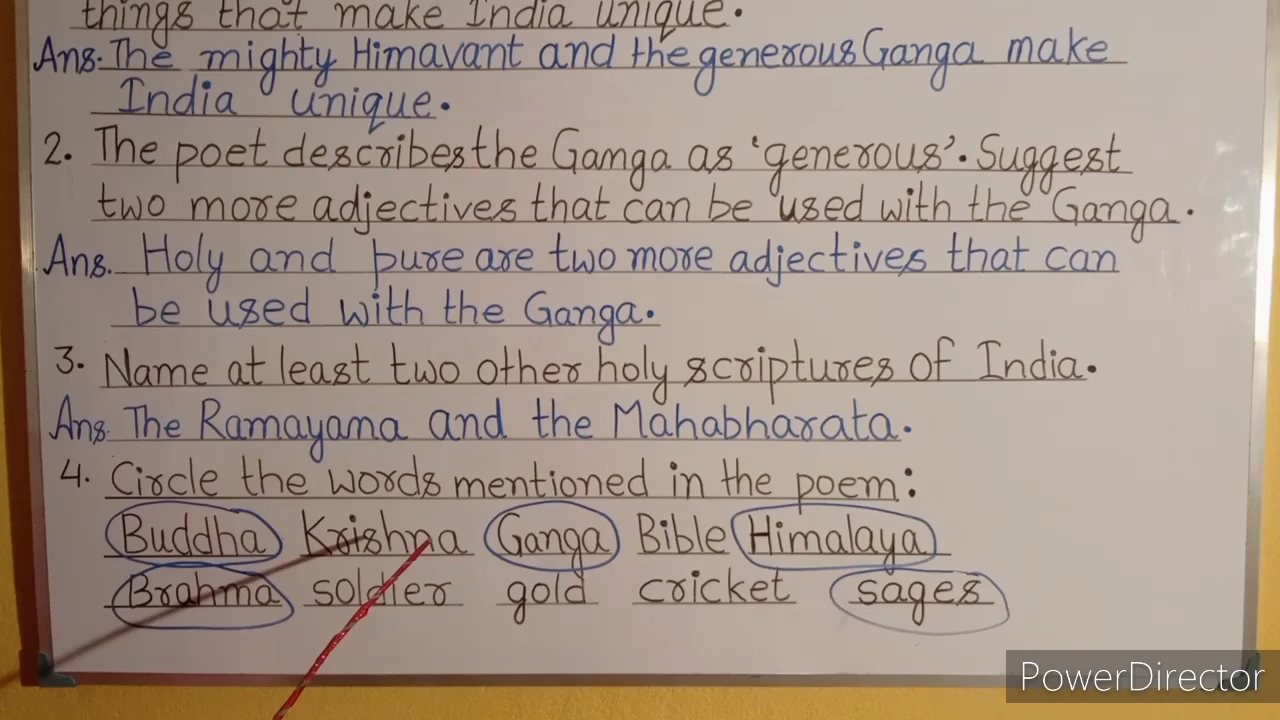 things that make India unique.
Ans. The mighty Himavant and the generous Ganga make
India unique.
2. The poet describes the Ganga as 'generous'. Suggest
two more adjectives that can be used with the Ganga.
Ans. Holy and pure are two more adjectives that can
be used with the Ganga.
3. Name at least two other holy scriptures of India.
Ans. The Ramayana and the Mahabharata.
4. Circle the words mentioned in the poem:
Buddha Krishna Ganga Bible Himalaya
Brahma soldier gold cricket sages
PowerDirector